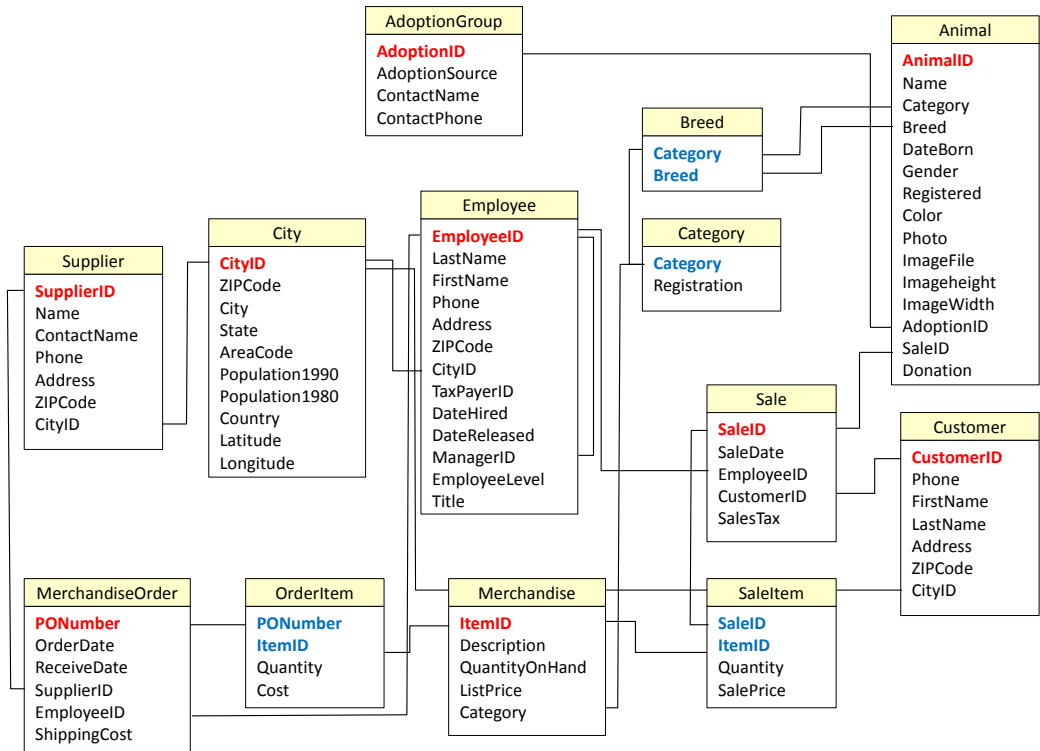 AdoptionGroup
AdoptionID
AdoptionSource
ContactName
ContactPhone
Animal
AnimalID
Name
Category
Breed
DateBorn
Gender
Registered
Color
Photo
ImageFile
Imageheight
ImageWidth
AdoptionID
SaleID
Donation
Breed
Category
Breed
Employee
EmployeeID
LastName
FirstName
Phone
Address
ZIPCode
CityID
TaxPayerID
DateHired
DateReleased
ManagerID
EmployeeLevel
Title
City
CityID
ZIPCode
City
State
AreaCode
Population1990
Population1980
Country
Latitude
Longitude
Category
Category
Registration
Supplier
SupplierID
Name
ContactName
Phone
Address
ZIPCode
CityID
Sale
SaleID
SaleDate
EmployeeID
CustomerID
SalesTax
Customer
CustomerID
Phone
FirstName
LastName
Address
ZIPCode
CityID
MerchandiseOrder
PONumber
OrderDate
ReceiveDate
SupplierID
EmployeeID
ShippingCost
OrderItem
PONumber
ItemID
Quantity
Cost
Merchandise
ItemID
Description
QuantityOnHand
ListPrice
Category
SaleItem
SaleID
ItemID
Quantity
SalePrice